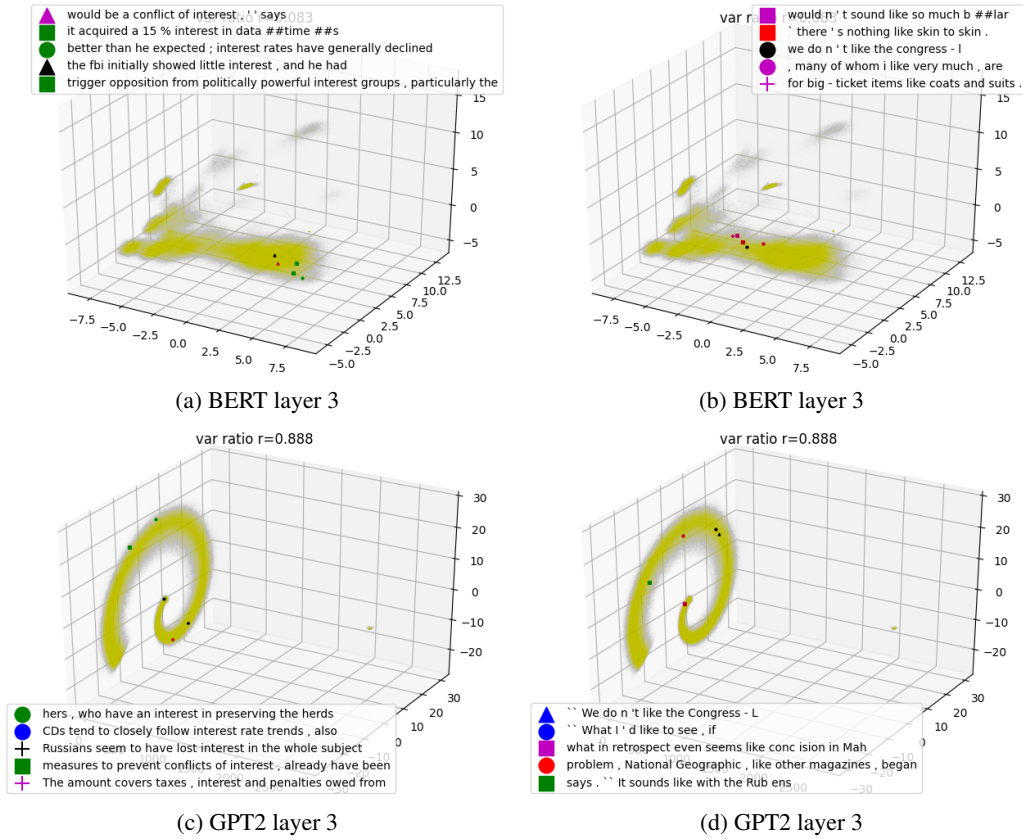 var ratio r=0.083
would be a conflict of interest . ' ' says
it acquired a 15 % interest in data ##time ##s
better than he expected ; interest rates have generally declined
the fbi initially showed little interest , and he had
trigger opposition from politically powerful interest groups , particularly the
15
10
5
0
−5
12.5
10.0
7.5
5.0
2.5
0.0
−2.5
−5.0
−7.5
−5.0
−2.5
0.0
2.5
5.0
7.5
(a) BERT layer 3
var ratio r=0.083
would n ' t sound like so much b ##lar
` there ' s nothing like skin to skin .
we do n ' t like the congress - l
, many of whom i like very much , are
for big - ticket items like coats and suits .
15
10
5
0
−5
12.5
10.0
7.5
5.0
2.5
0.0
−2.5
−5.0
−7.5
−5.0
−2.5
0.0
2.5
5.0
7.5
(b) BERT layer 3
var ratio r=0.888
30
20
10
0
−10
−20
30
20
10
0
−10
hers , who have an interest in preserving the herds
CDs tend to closely follow interest rate trends , also
Russians seem to have lost interest in the whole subject
measures to prevent conflicts of interest , already have been
The amount covers taxes , interest and penalties owed from
(c) GPT2 layer 3
var ratio r=0.888
30
20
10
0
−10
−20
30
20
10
0
−10
`` We do n 't like the Congress - L
`` What I ' d like to see , if
what in retrospect even seems like conc ision in Mah
problem , National Geographic , like other magazines , began
says . `` It sounds like with the Rub ens
(d) GPT2 layer 3